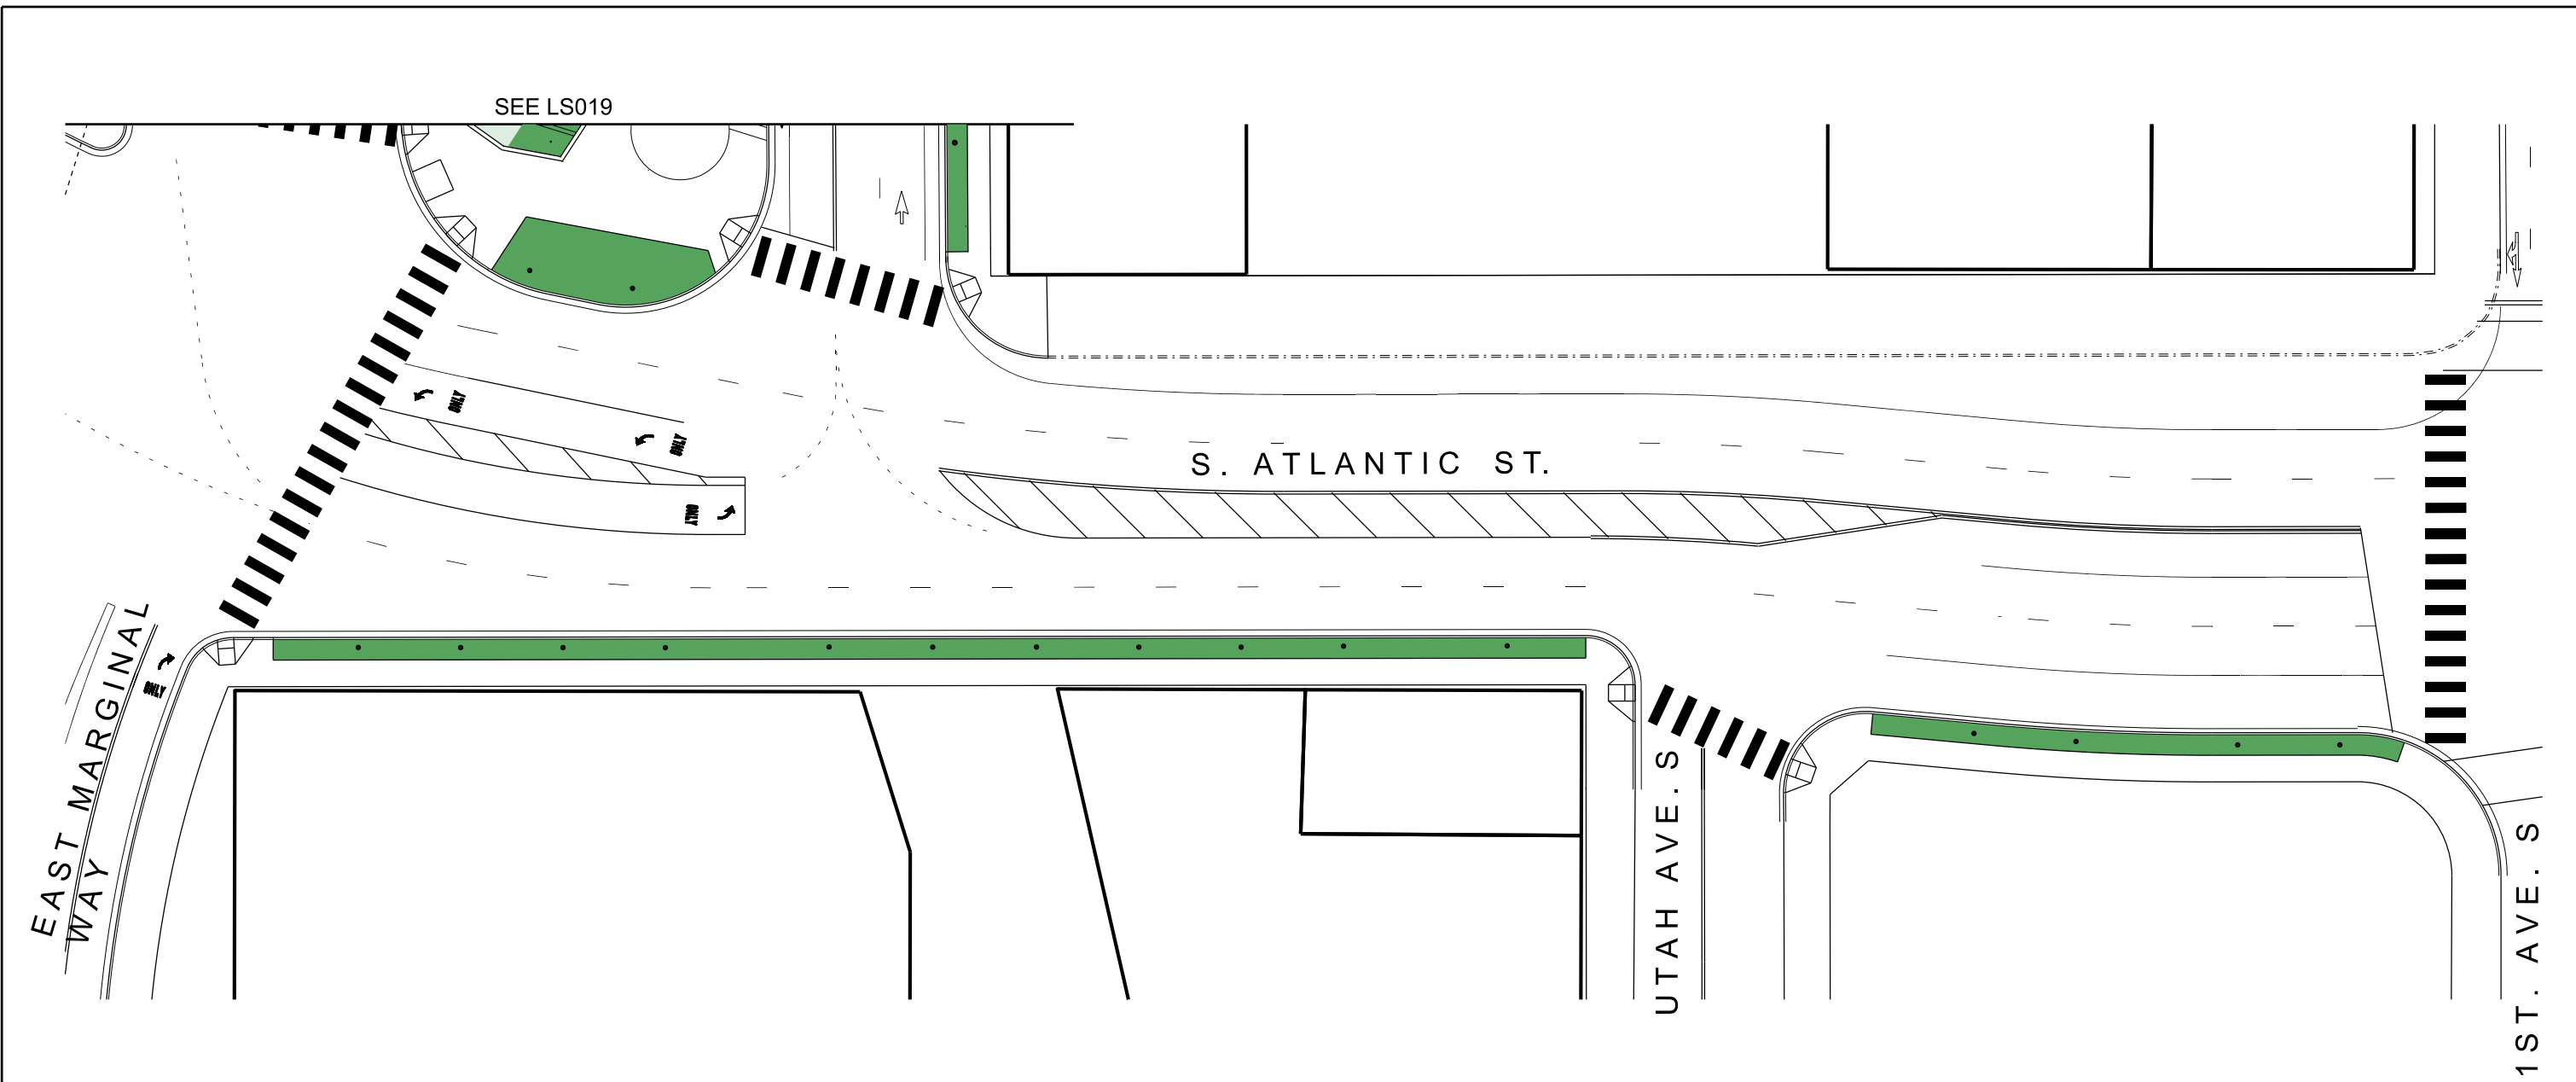 SEE LS019
ONLY
ONLY
S. ATLANTIC ST.
ONLY
ONLY
EAST MARGINAL
WAY
UTAH AVE. S
1ST. AVE. S